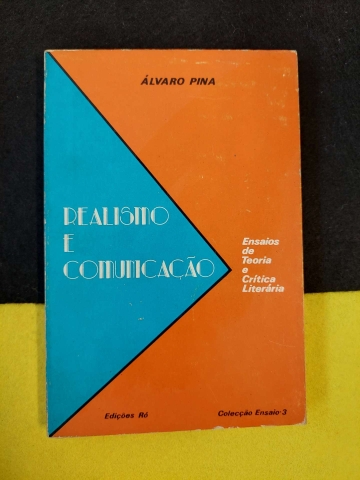 ÁLVARO PINA
REALISMO
E
COMUNICAÇÃO
Ensaios
de
Teoria
e
Crítica
Literária
Edições Ró
Colecção Ensaio-3